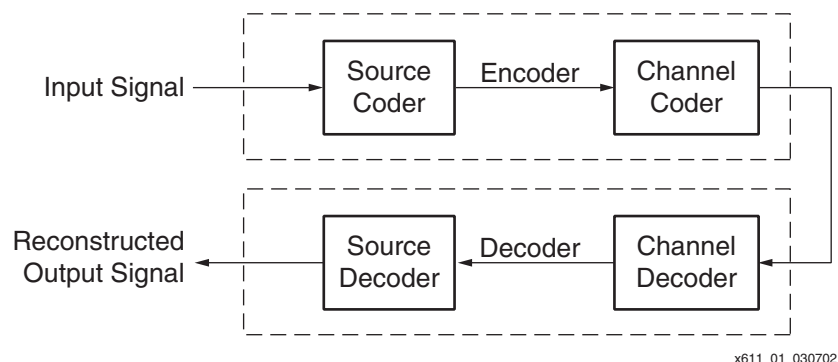 Input Signal
Source
Coder
Encoder
Channel
Coder
Reconstructed
Output Signal
Source
Decoder
Decoder
Channel
Decoder
x611_01_030702